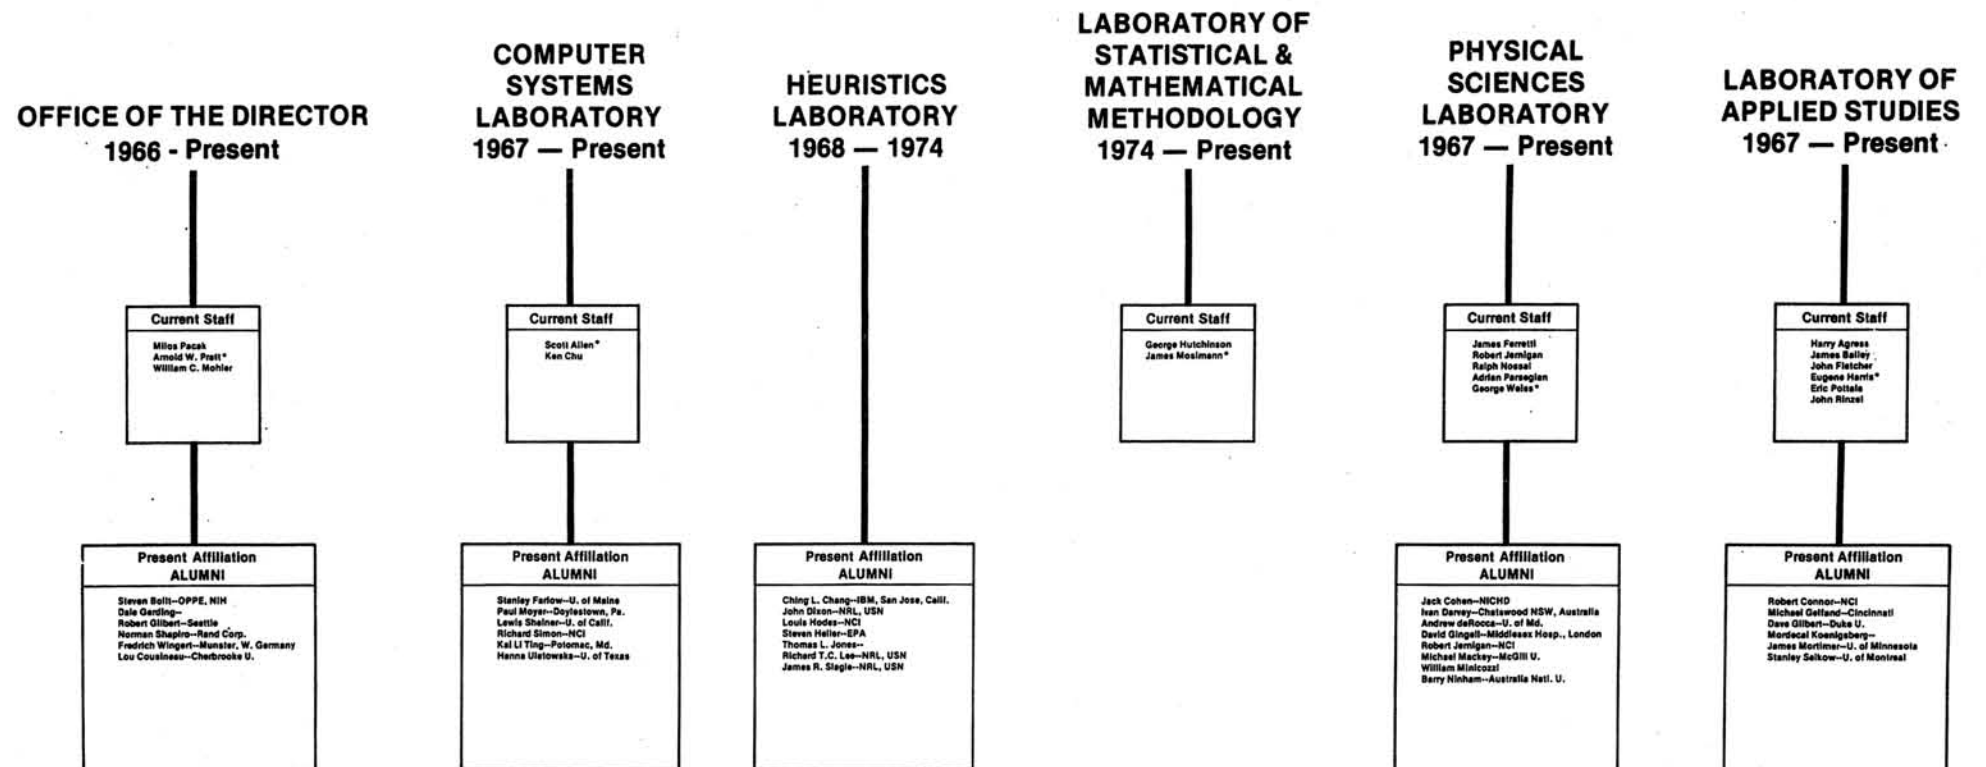 OFFICE OF THE DIRECTOR
1966 - Present
Current Staff
Milos Pacak
Arnold W. Pratt*
William C. Mohler
Present Affiliation
ALUMNI
Steven Bolit--OPPE, NIH
Dale Gerding--
Robert Gilbert--Seattle
Norman Shapiro--Rand Corp.
Fredrich Wingert--Munster, W. Germany
Lou Cousineau--Cherbrooke U.
COMPUTER
SYSTEMS
LABORATORY
1967 — Present
Current Staff
Scott Allen*
Ken Chu
Present Affiliation
ALUMNI
Stanley Farlow--U. of Maine
Paul Moyer--Doylestown, Pa.
Lewis Sheiner--U. of Calif.
Richard Simon--NCI
Kai Li Ting--Potomac, Md.
Hanna Uletowska--U. of Texas
HEURISTICS
LABORATORY
1968 — 1974
Present Affiliation
ALUMNI
Ching L. Chang--IBM, San Jose, Calif.
John Dixon--NRL, USN
Louis Hodes--NCI
Steven Heller--EPA
Thomas L. Jones--
Richard T.C. Lee--NRL, USN
James R. Slagle--NRL, USN
LABORATORY OF
STATISTICAL &
MATHEMATICAL
METHODOLOGY
1974 — Present
Current Staff
George Hutchinson
James Mosimann*
PHYSICAL
SCIENCES
LABORATORY
1967 — Present
Current Staff
James Ferretti
Robert Jernigan
Ralph Nossal
Adrian Parsegian
George Weiss*
Present Affiliation
ALUMNI
Jack Cohen--NICHD
Ivan Darvey--Chatswood NSW, Australia
Andrew deRocca--U. of Md.
David Gingell--Middlesex Hosp., London
Robert Jernigan--NCI
Michael Mackey--McGill U.
William Minicozzi
Barry Ninham--Australia Natl. U.
LABORATORY OF
APPLIED STUDIES
1967 — Present
Current Staff
Harry Agress
James Bailey
John Fletcher
Eugene Harris*
Eric Pottala
John Rinzel
Present Affiliation
ALUMNI
Robert Connor--NCI
Michael Gelfand--Cincinnati
Dave Gilbert--Duke U.
Mordecai Koenigsberg--
James Mortimer--U. of Minnesota
Stanley Selkow--U. of Montreal